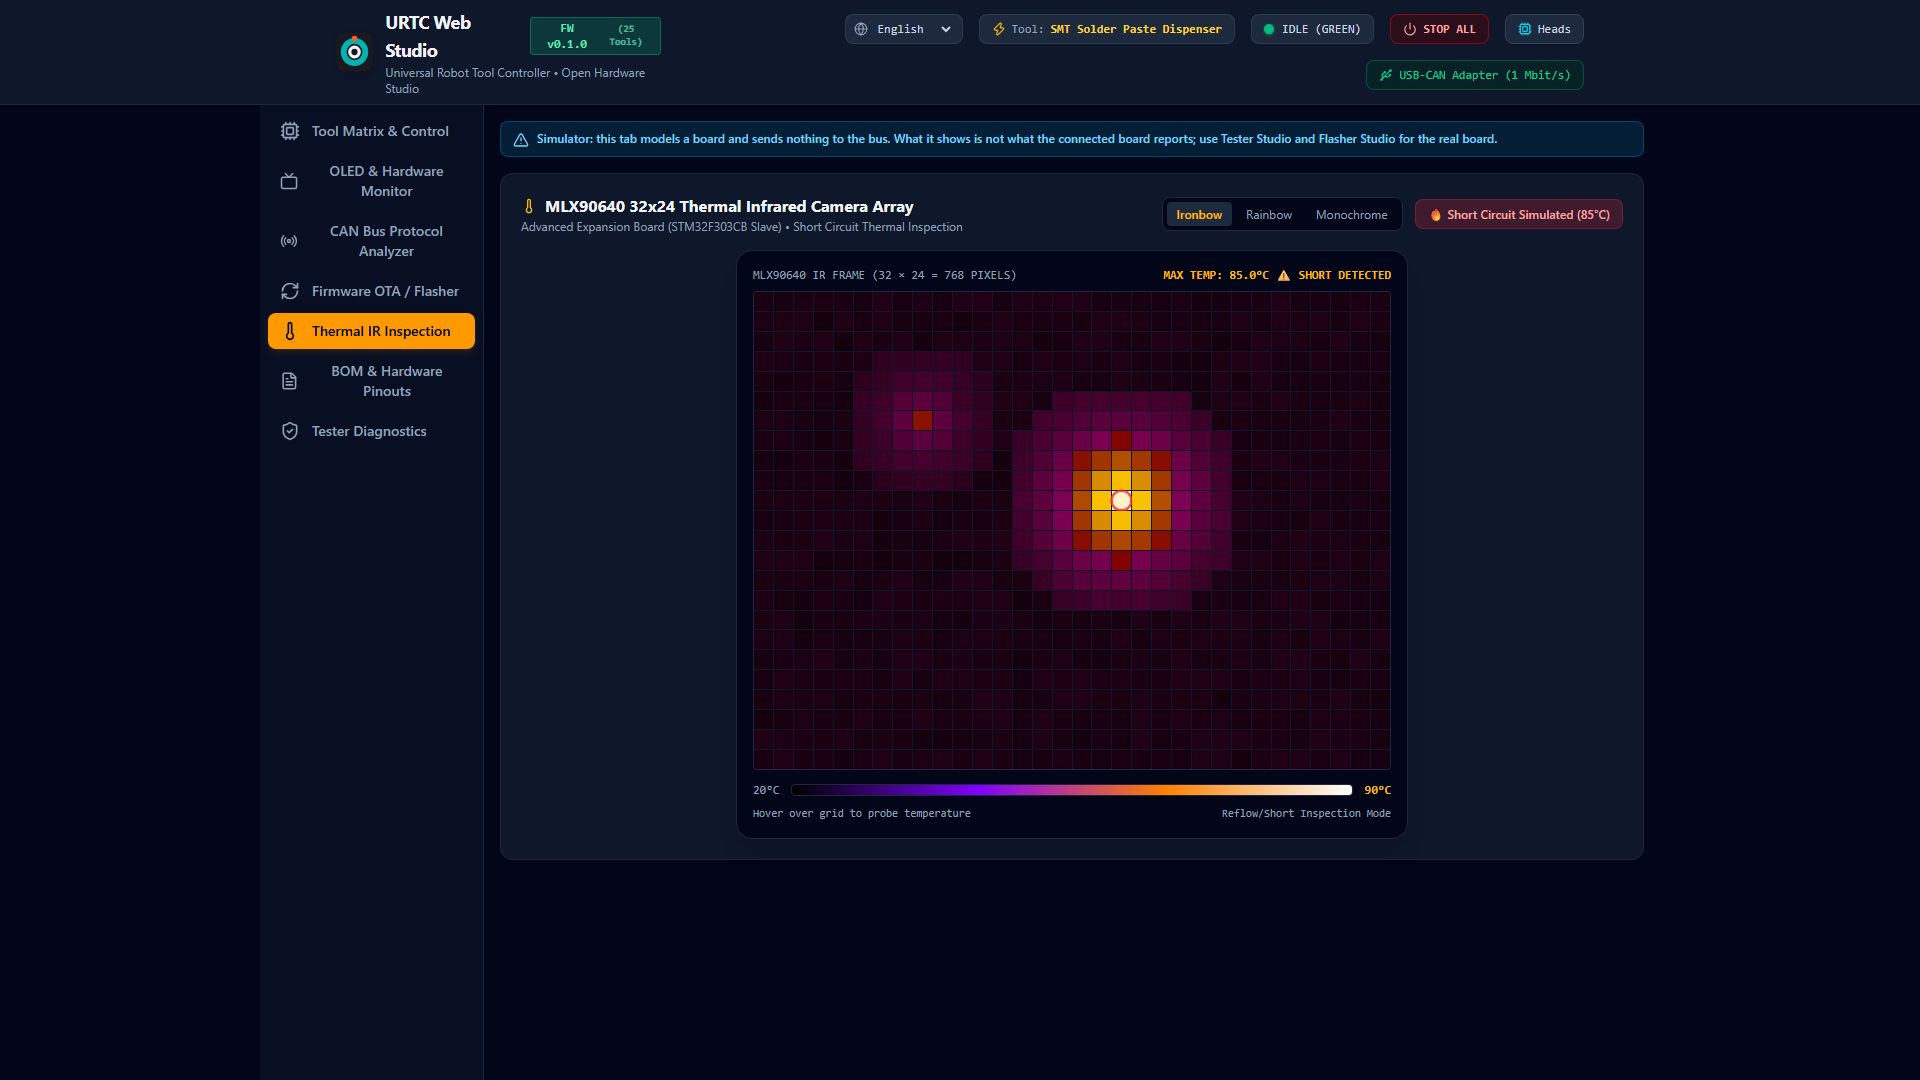 URTC Web Studio
FW v0.1.0
(25 Tools)
Universal Robot Tool Controller • Open Hardware Studio
English
Tool: SMT Solder Paste Dispenser
IDLE (GREEN)
STOP ALL
Heads
USB-CAN Adapter (1 Mbit/s)
Tool Matrix & Control
OLED & Hardware Monitor
CAN Bus Protocol Analyzer
Firmware OTA / Flasher
Thermal IR Inspection
BOM & Hardware Pinouts
Tester Diagnostics
Simulator: this tab models a board and sends nothing to the bus. What it shows is not what the connected board reports; use Tester Studio and Flasher Studio for the real board.
MLX90640 32x24 Thermal Infrared Camera Array
Advanced Expansion Board (STM32F303CB Slave) • Short Circuit Thermal Inspection
Ironbow
Rainbow
Monochrome
🔥 Short Circuit Simulated (85°C)
MLX90640 IR FRAME (32 × 24 = 768 PIXELS)
MAX TEMP: 85.0°C ⚠️ SHORT DETECTED
20°C
90°C
Hover over grid to probe temperature
Reflow/Short Inspection Mode